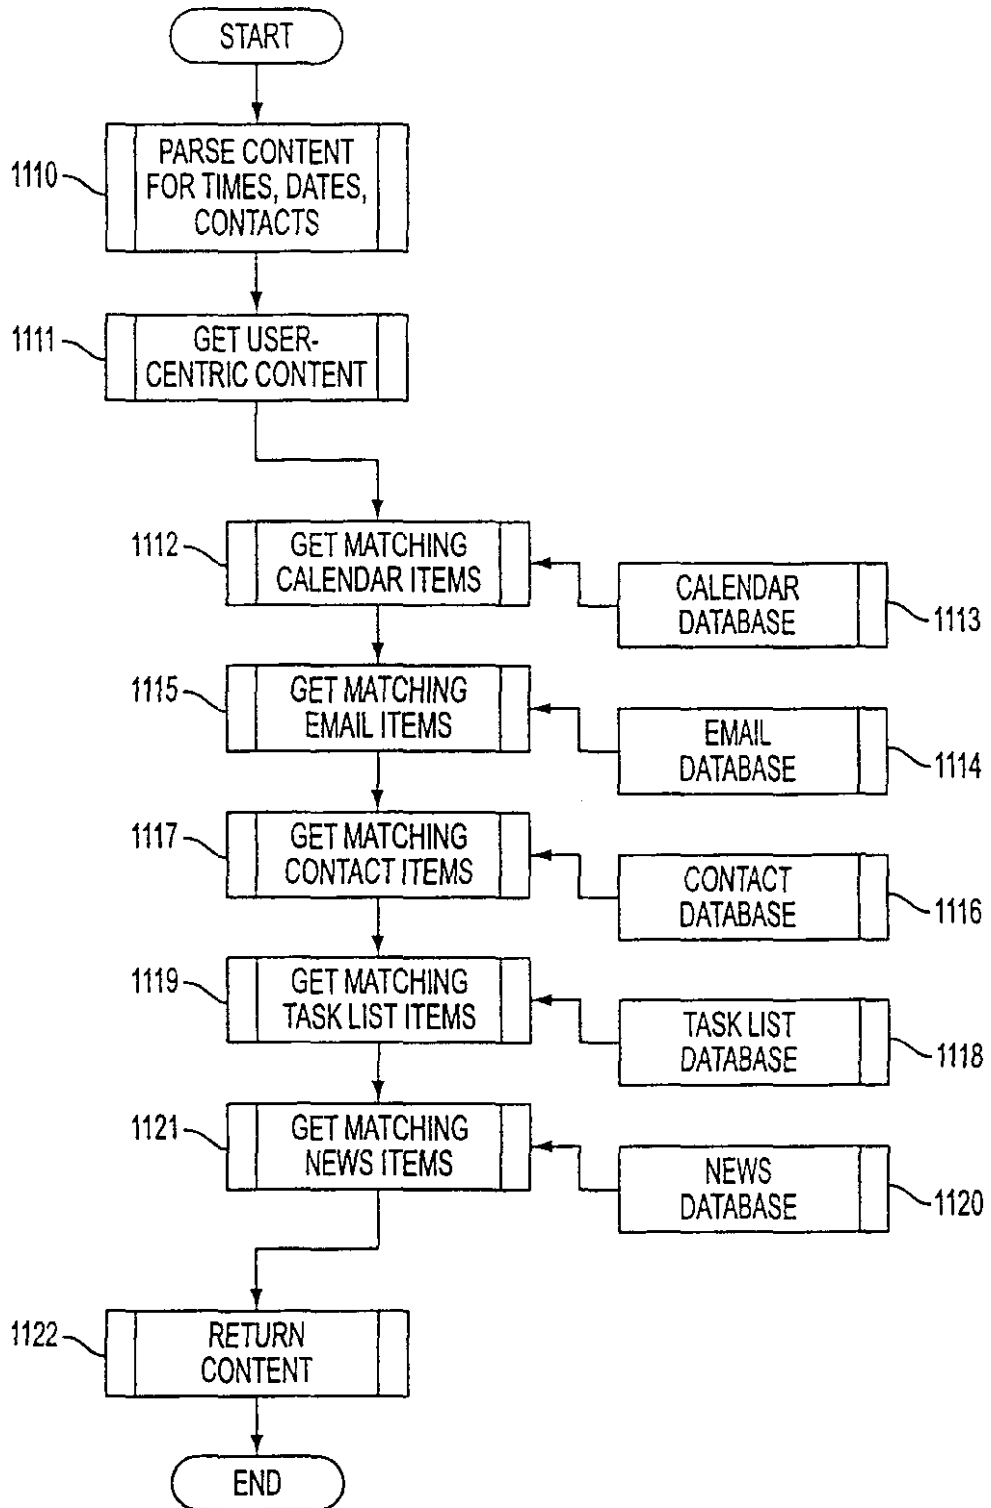 START
1110
PARSE CONTENT
FOR TIMES, DATES,
CONTACTS
1111
GET USER-
CENTRIC CONTENT
1112
GET MATCHING
CALENDAR ITEMS
CALENDAR
DATABASE
1113
1115
GET MATCHING
EMAIL ITEMS
EMAIL
DATABASE
1114
1117
GET MATCHING
CONTACT ITEMS
CONTACT
DATABASE
1116
1119
GET MATCHING
TASK LIST ITEMS
TASK LIST
DATABASE
1118
1121
GET MATCHING
NEWS ITEMS
NEWS
DATABASE
1120
1122
RETURN
CONTENT
END